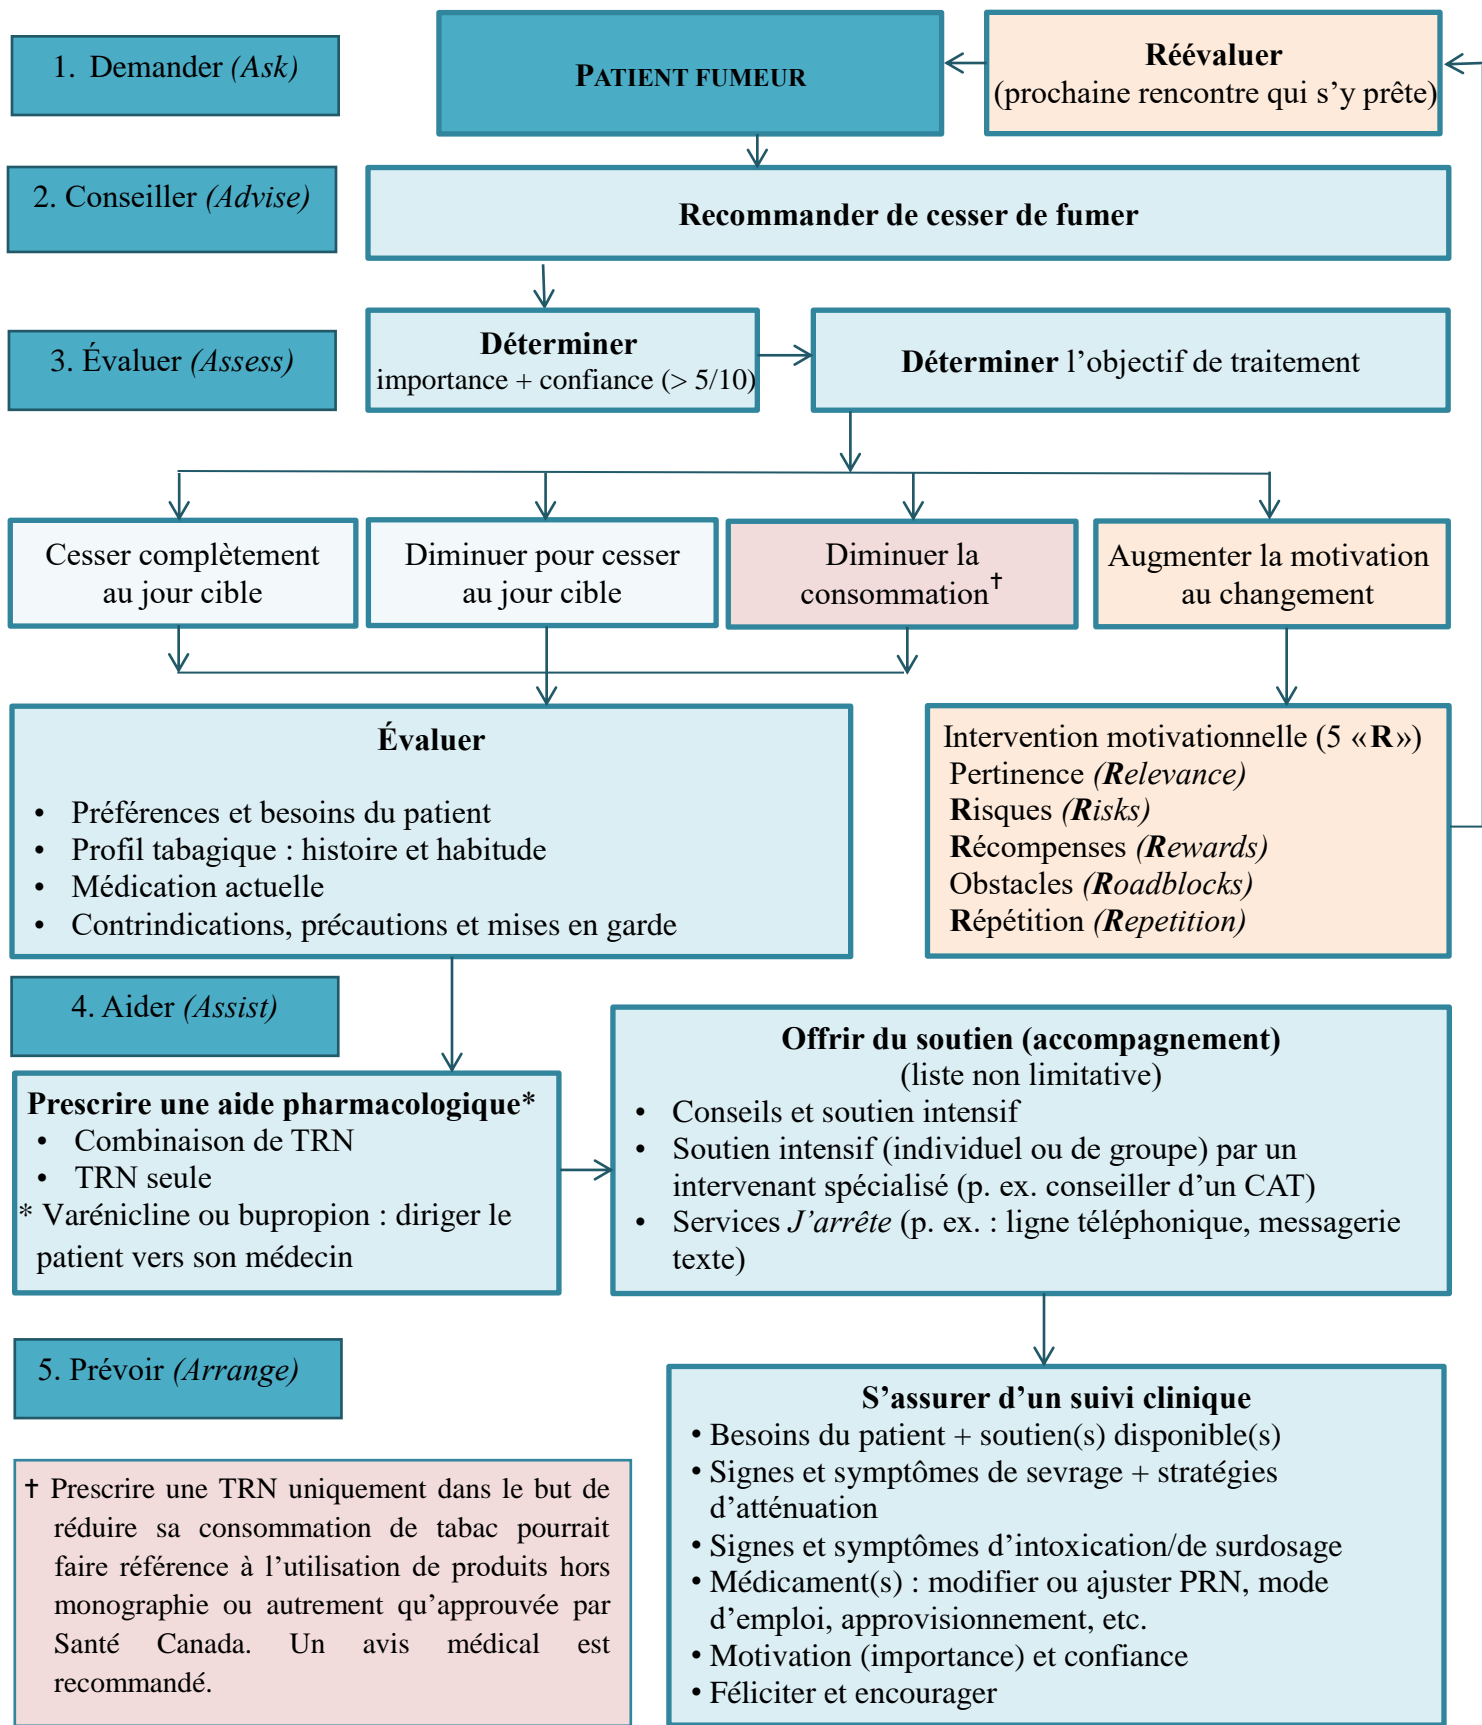 1. Demander (Ask)
PATIENT FUMEUR
Réévaluer
(prochaine rencontre qui s’y prête)
2. Conseiller (Advise)
Recommander de cesser de fumer
3. Évaluer (Assess)
Déterminer
importance + confiance (> 5/10)
Déterminer l’objectif de traitement
Cesser complètement
au jour cible
Diminuer pour cesser
au jour cible
Diminuer la
consommation†
Augmenter la motivation
au changement
Évaluer
• Préférences et besoins du patient
• Profil tabagique : histoire et habitude
• Médication actuelle
• Contrindications, précautions et mises en garde
Intervention motivationnelle (5 «R»)
Pertinence (Relevance)
Risques (Risks)
Récompenses (Rewards)
Obstacles (Roadblocks)
Répétition (Repetition)
4. Aider (Assist)
Prescrire une aide pharmacologique*
• Combinaison de TRN
• TRN seule
* Varénicline ou bupropion : diriger le
patient vers son médecin
Offrir du soutien (accompagnement)
(liste non limitative)
• Conseils et soutien intensif
• Soutien intensif (individuel ou de groupe) par un
intervenant spécialisé (p. ex. conseiller d’un CAT)
• Services J’arrête (p. ex. : ligne téléphonique, messagerie
texte)
5. Prévoir (Arrange)
S’assurer d’un suivi clinique
• Besoins du patient + soutien(s) disponible(s)
• Signes et symptômes de sevrage + stratégies
d’atténuation
• Signes et symptômes d’intoxication/de surdosage
• Médicament(s) : modifier ou ajuster PRN, mode
d’emploi, approvisionnement, etc.
• Motivation (importance) et confiance
• Féliciter et encourager
† Prescrire une TRN uniquement dans le but de
réduire sa consommation de tabac pourrait
faire référence à l’utilisation de produits hors
monographie ou autrement qu’approuvée par
Santé Canada. Un avis médical est
recommandé.